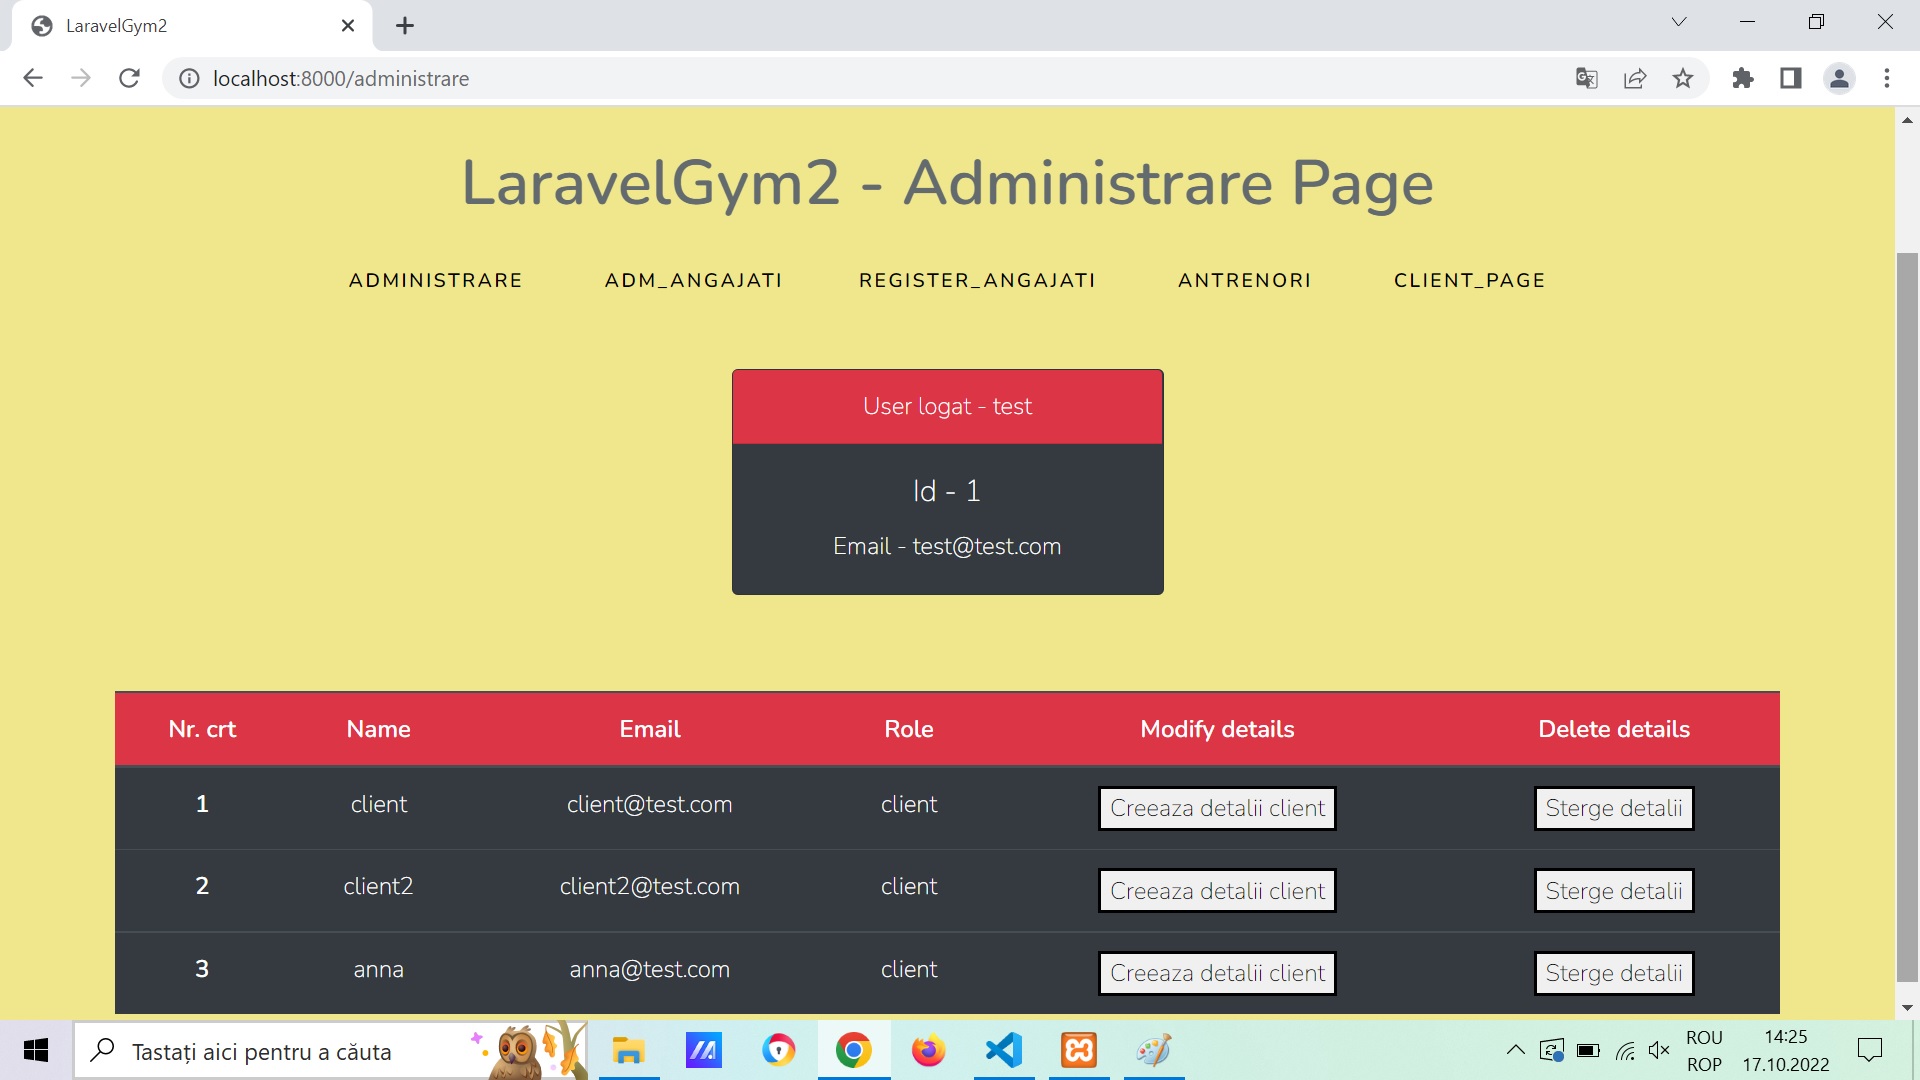 LaravelGym2
localhost:8000/administrare
LaravelGym2 - Administrare Page
ADMINISTRARE ADM_ANGAJATI REGISTER_ANGAJATI ANTRENORI CLIENT_PAGE
User logat - test
Id - 1
Email - test@test.com
Nr. crt Name Email Role Modify details Delete details
1 client client@test.com client Creeaza detalii client Sterge detalii
2 client2 client2@test.com client Creeaza detalii client Sterge detalii
3 anna anna@test.com client Creeaza detalii client Sterge detalii
Tastați aici pentru a căuta
ROU 14:25
ROP 17.10.2022